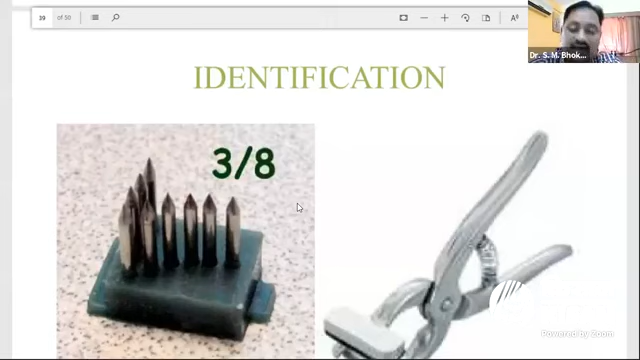 39 of 50
Dr. S. M. Bhok...
IDENTIFICATION
3/8
Powered by Zoom